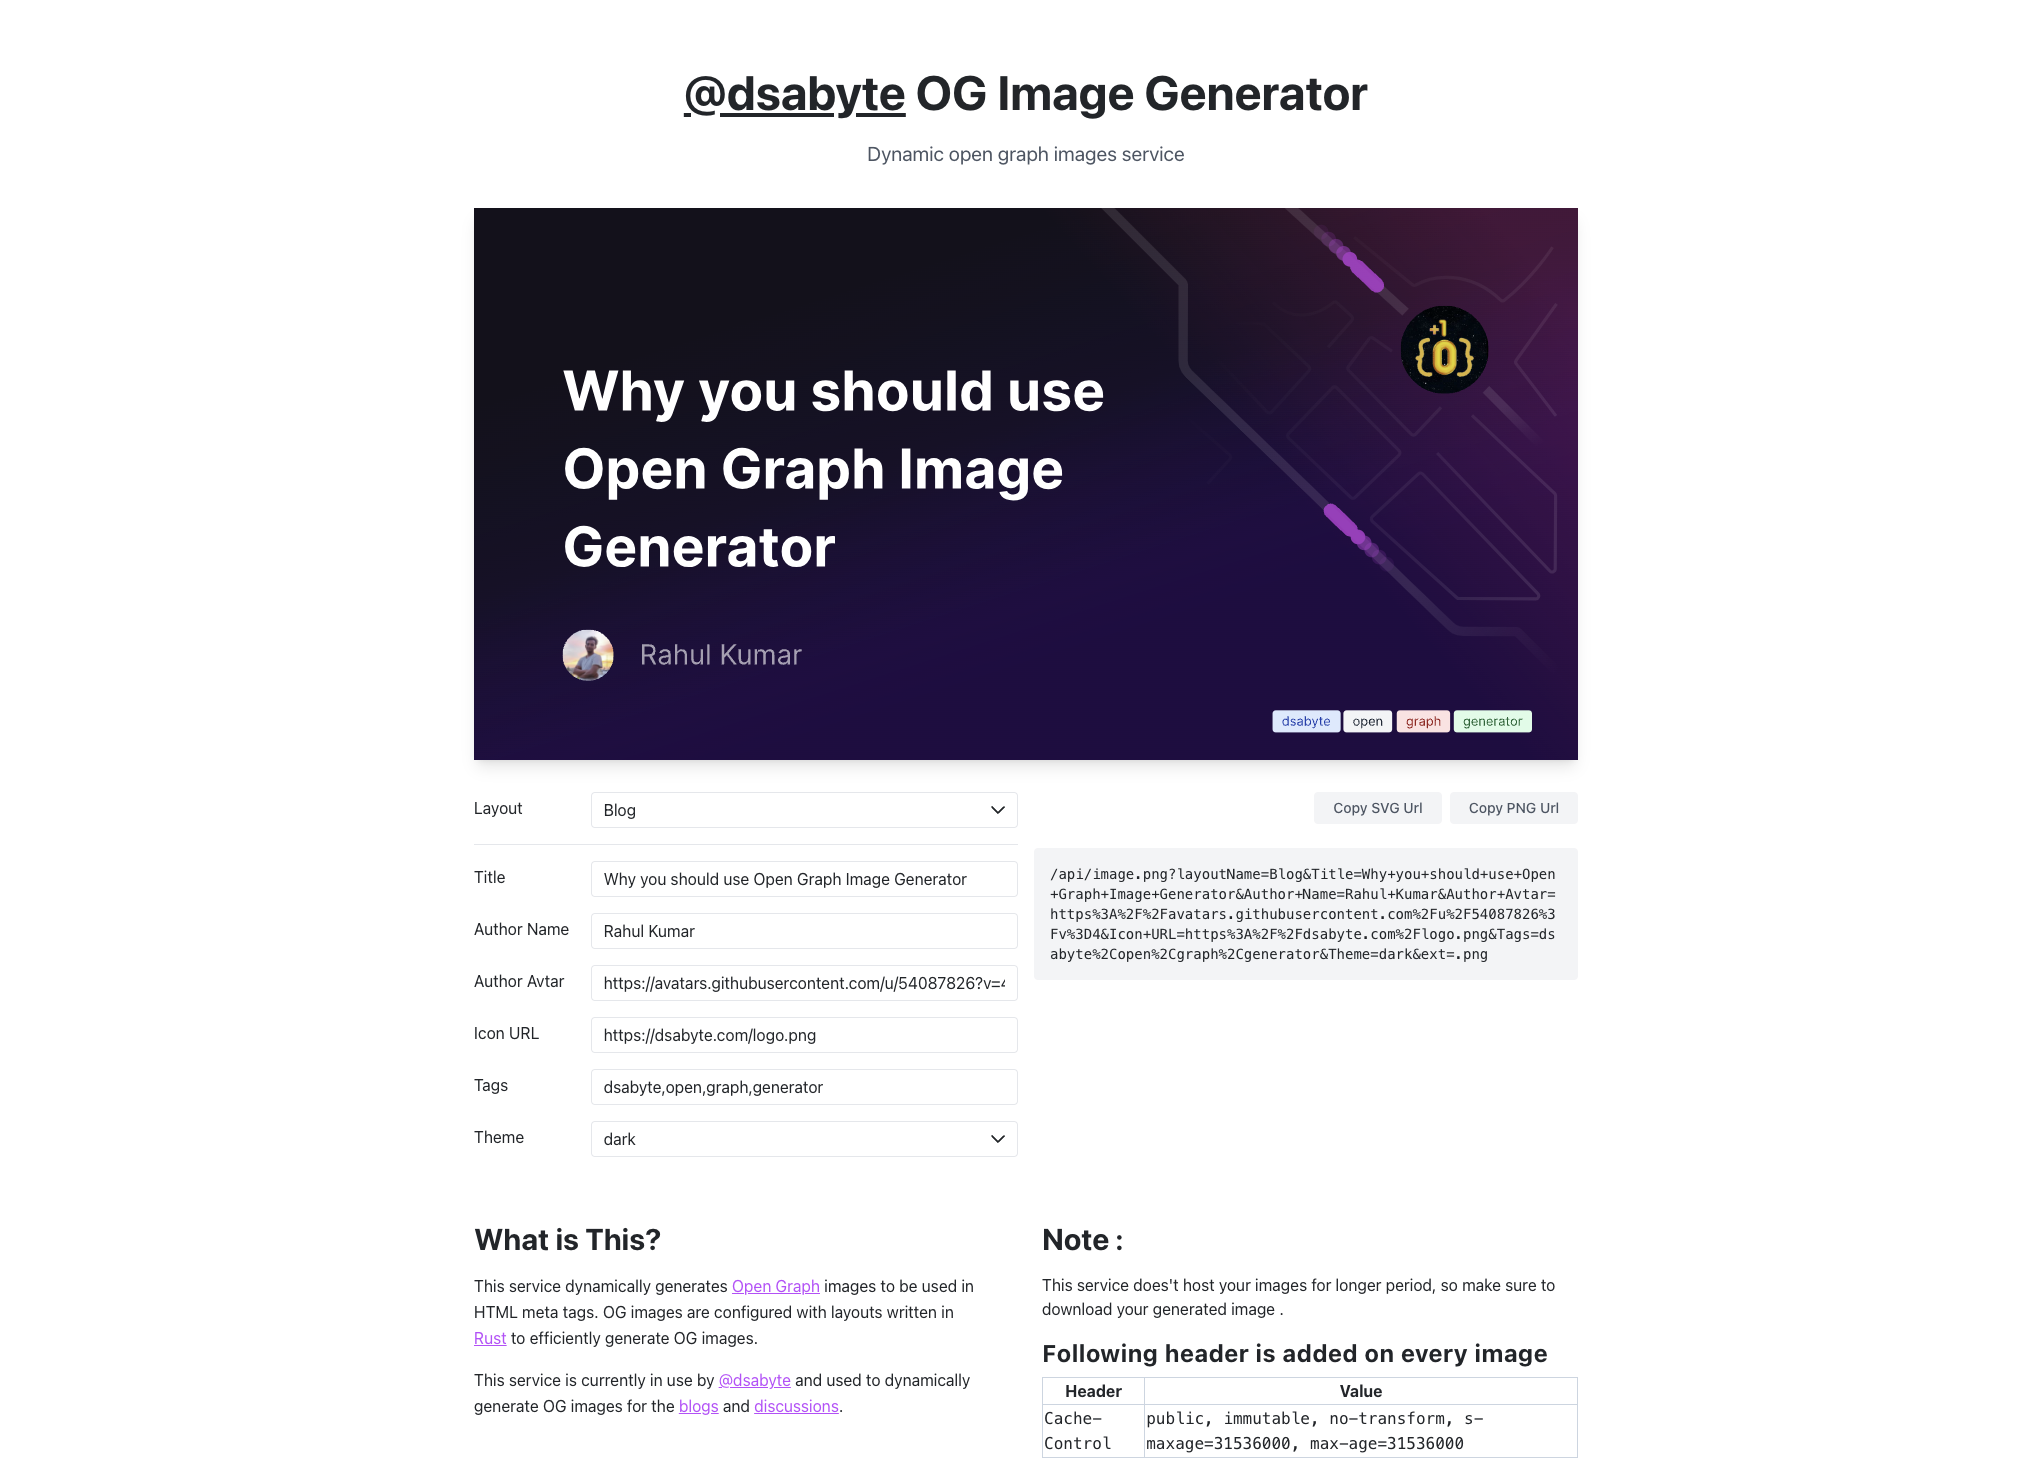 @dsabyte OG Image Generator
Dynamic open graph images service
+1
{0}
Why you should use
Open Graph Image
Generator
Rahul Kumar
dsabyte open graph generator
Layout
Blog
Copy SVG Url
Copy PNG Url
Title
Why you should use Open Graph Image Generator
Author Name
Rahul Kumar
Author Avtar
https://avatars.githubusercontent.com/u/54087826?v=4
Icon URL
https://dsabyte.com/logo.png
Tags
dsabyte,open,graph,generator
Theme
dark
/api/image.png?layoutName=Blog&Title=Why+you+should+use+Open
+Graph+Image+Generator&Author+Name=Rahul+Kumar&Author+Avtar=
https%3A%2F%2Favatars.githubusercontent.com%2Fu%2F54087826%3
Fv%3D4&Icon+URL=https%3A%2F%2Fdsabyte.com%2Flogo.png&Tags=ds
abyte%2Copen%2Cgraph%2Cgenerator&Theme=dark&ext=.png
What is This?
This service dynamically generates Open Graph images to be used in
HTML meta tags. OG images are configured with layouts written in
Rust to efficiently generate OG images.
This service is currently in use by @dsabyte and used to dynamically
generate OG images for the blogs and discussions.
Note :
This service does't host your images for longer period, so make sure to
download your generated image .
Following header is added on every image
Header Value
Cache-
Control
public, immutable, no-transform, s-
maxage=31536000, max-age=31536000